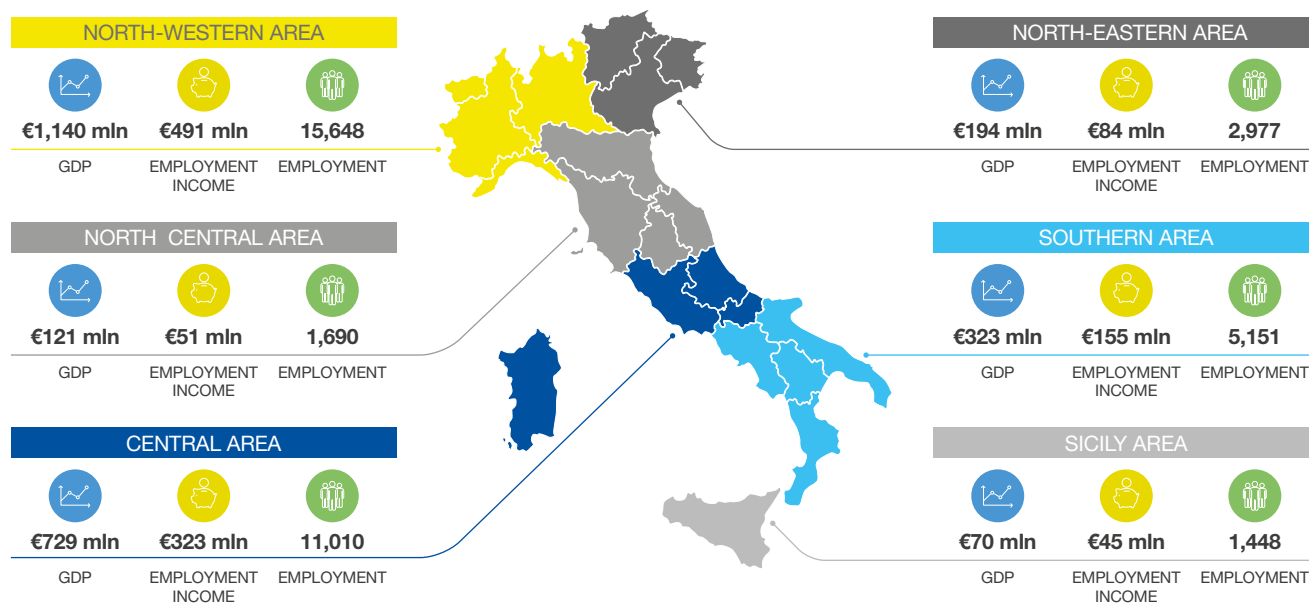 NORTH-WESTERN AREA
€1,140 mln €491 mln 15,648
GDP EMPLOYMENT INCOME EMPLOYMENT
NORTH CENTRAL AREA
€121 mln €51 mln 1,690
GDP EMPLOYMENT INCOME EMPLOYMENT
CENTRAL AREA
€729 mln €323 mln 11,010
GDP EMPLOYMENT INCOME EMPLOYMENT
NORTH-EASTERN AREA
€194 mln €84 mln 2,977
GDP EMPLOYMENT INCOME EMPLOYMENT
SOUTHERN AREA
€323 mln €155 mln 5,151
GDP EMPLOYMENT INCOME EMPLOYMENT
SICILY AREA
€70 mln €45 mln 1,448
GDP EMPLOYMENT INCOME EMPLOYMENT